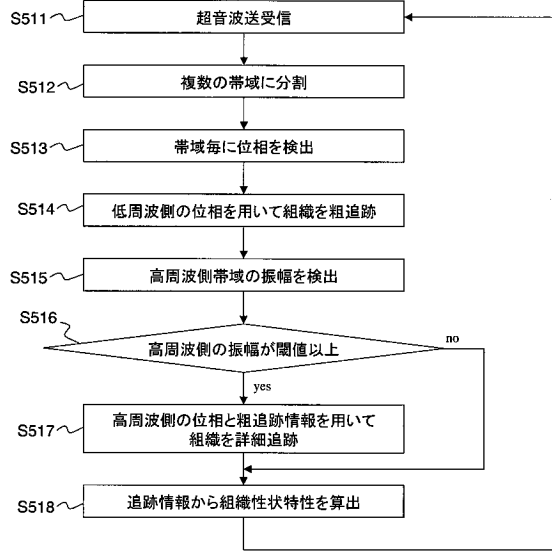 S511
超音波送受信
S512
複数の帯域に分割
S513
帯域毎に位相を検出
S514
低周波側の位相を用いて組織を粗追跡
S515
高周波側帯域の振幅を検出
S516
高周波側の振幅が閾値以上
no
yes
S517
高周波側の位相と粗追跡情報を用いて
組織を詳細追跡
S518
追跡情報から組織性状特性を算出